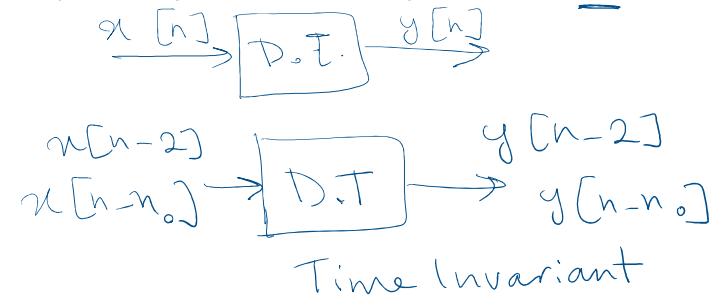 x[n] D.T. y[n]
x[n-2] y[n-2]
x[n-n₀] D.T y[n-n₀]
Time Invariant